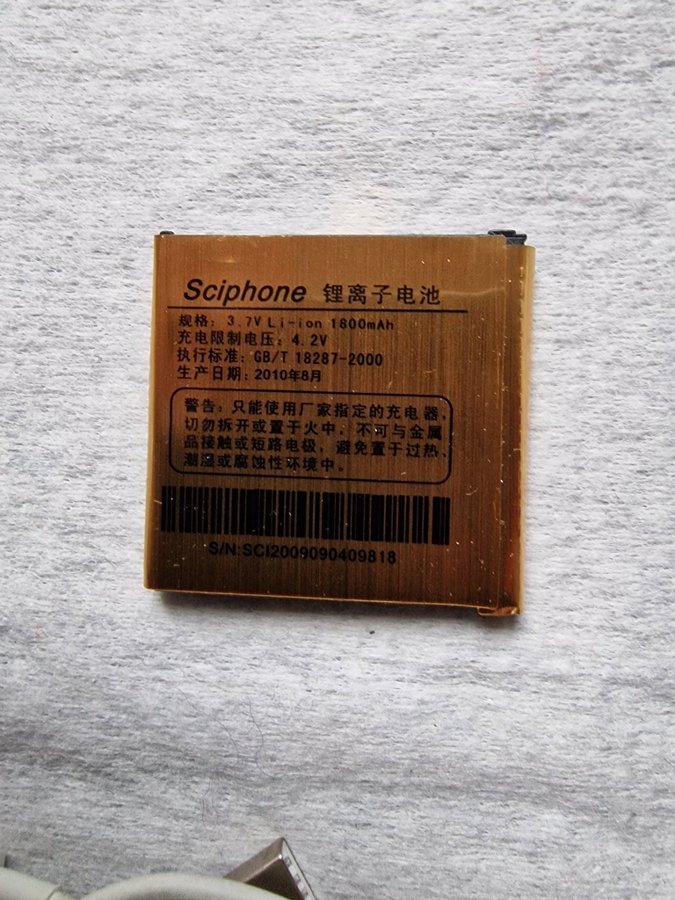 Sciphone 锂离子电池
规格: 3.7V Li-ion 1800mAh
充电限制电压: 4.2V
执行标准: GB/T 18287-2000
生产日期: 2010年8月
警告: 只能使用厂家指定的充电器,
切勿拆开或置于火中, 不可与金属
品接触或短路电极, 避免置于过热,
潮湿或腐蚀性环境中.
S/N:SCI2009090409818